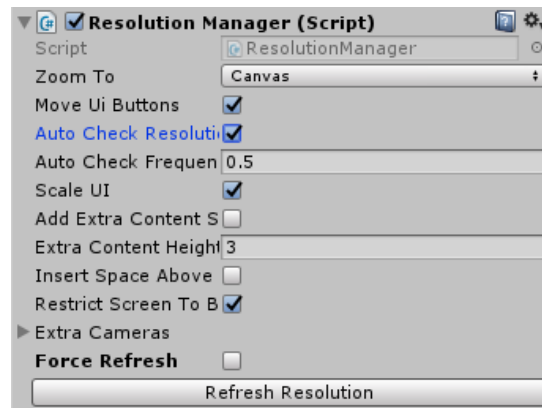 Resolution Manager (Script)
Script ResolutionManager
Zoom To Canvas
Move Ui Buttons
Auto Check Resoluti
Auto Check Frequen 0.5
Scale UI
Add Extra Content S
Extra Content Height 3
Insert Space Above
Restrict Screen To B
Extra Cameras
Force Refresh
Refresh Resolution